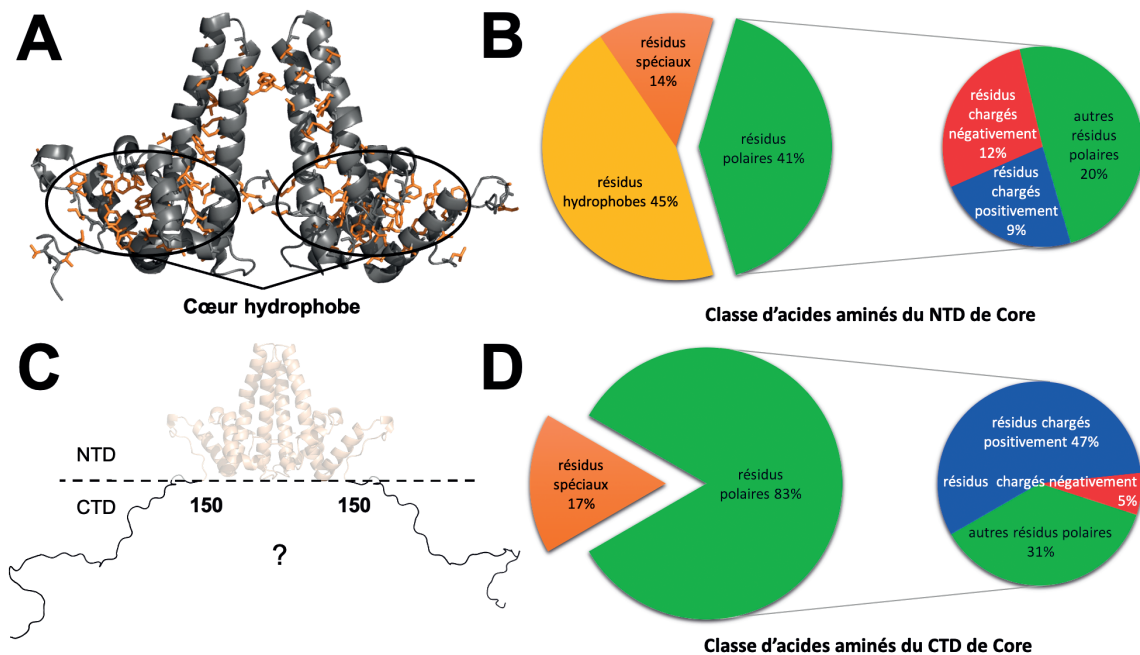 A
Cœur hydrophobe
B
résidus
spéciaux
14%
résidus
polaires 41%
résidus
hydrophobes 45%
résidus
chargés
négativement
12%
résidus
chargés
positivement
9%
autres
résidus
polaires
20%
Classe d'acides aminés du NTD de Core
C
NTD
CTD
150
150
?
D
résidus
spéciaux
17%
résidus
polaires 83%
résidus chargés
positivement 47%
résidus chargés négativement
5%
autres résidus polaires
31%
Classe d'acides aminés du CTD de Core